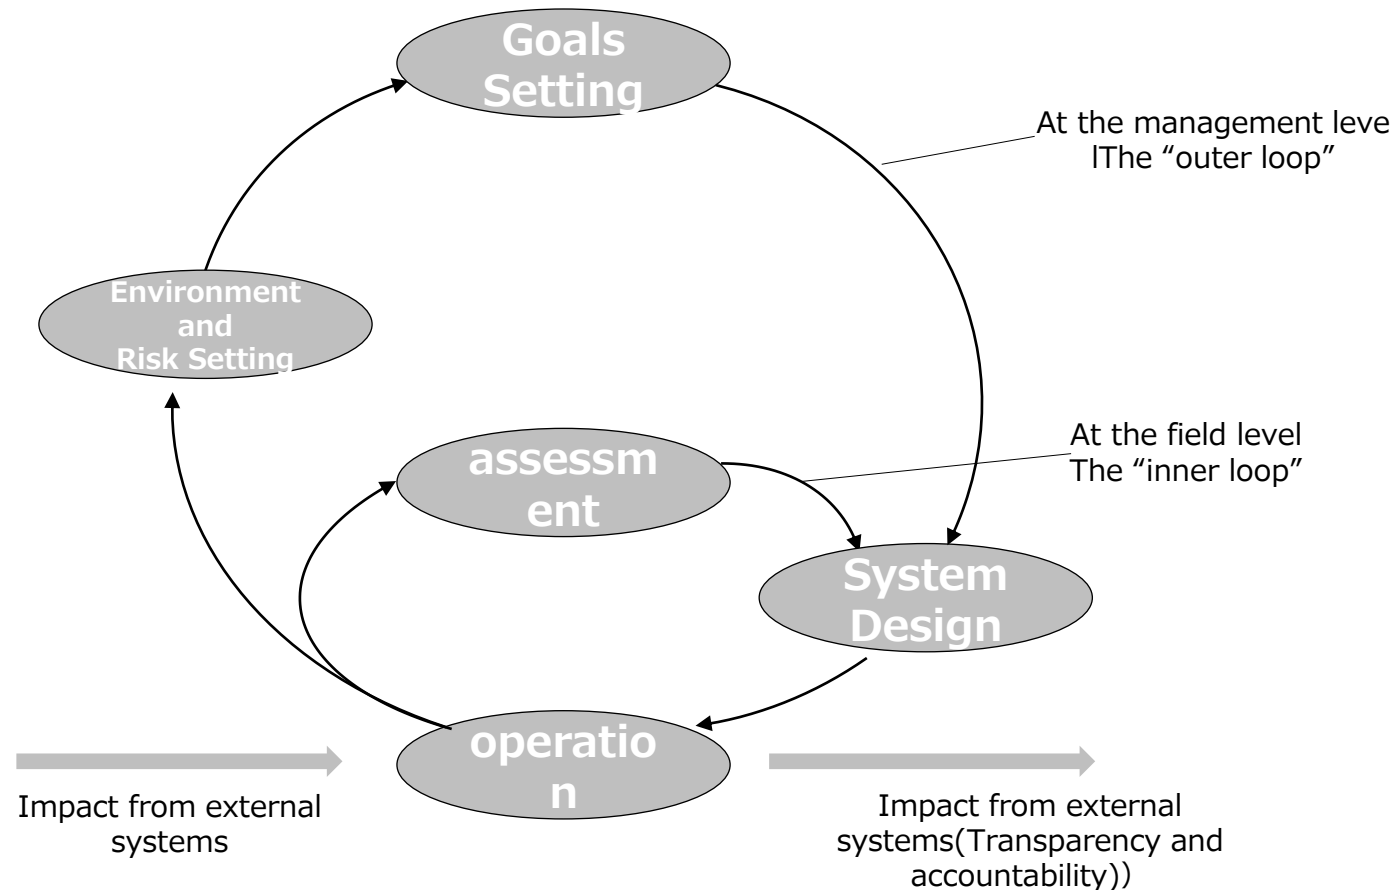 Goals
Setting
At the management leve
lThe “outer loop”
Environment
and
Risk Setting
At the field level
The “inner loop”
assessm
ent
System
Design
operatio
n
Impact from external
systems
Impact from external
systems(Transparency and
accountability)）